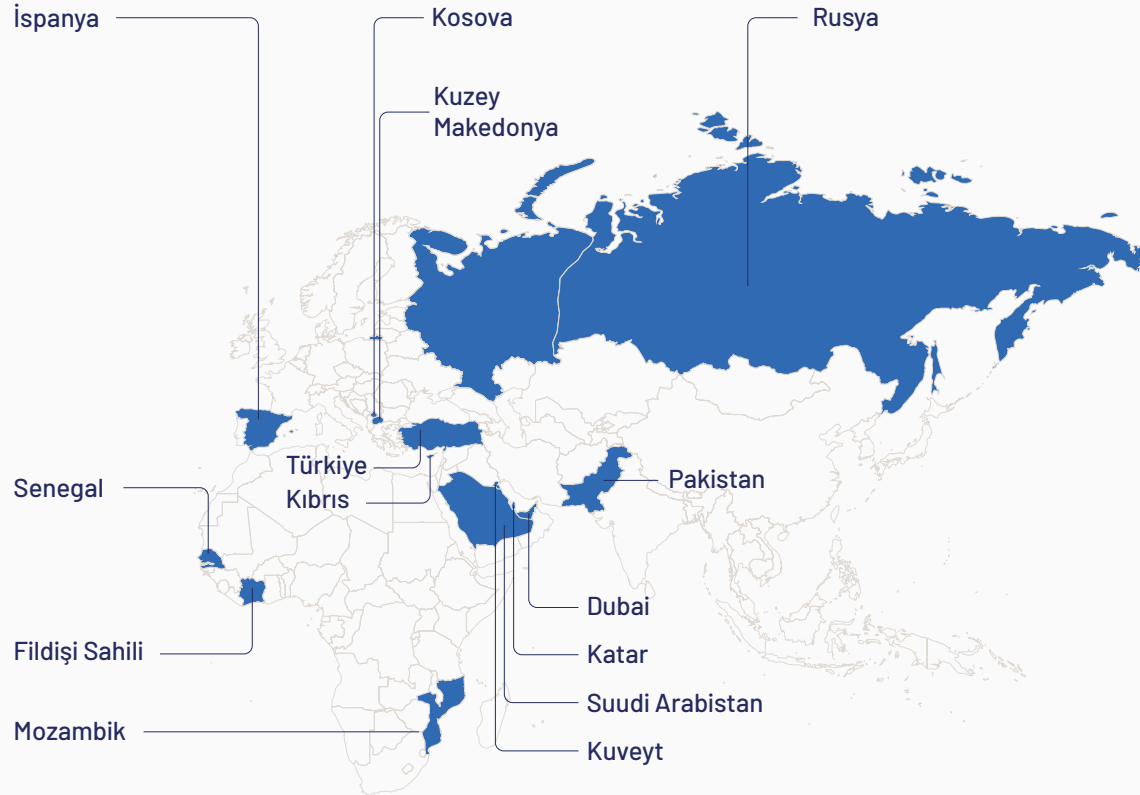 İspanya
Kosova
Rusya
Kuzey
Makedonya
Türkiye
Kıbrıs
Senegal
Pakistan
Dubai
Fildişi Sahili
Katar
Suudi Arabistan
Mozambik
Kuveyt